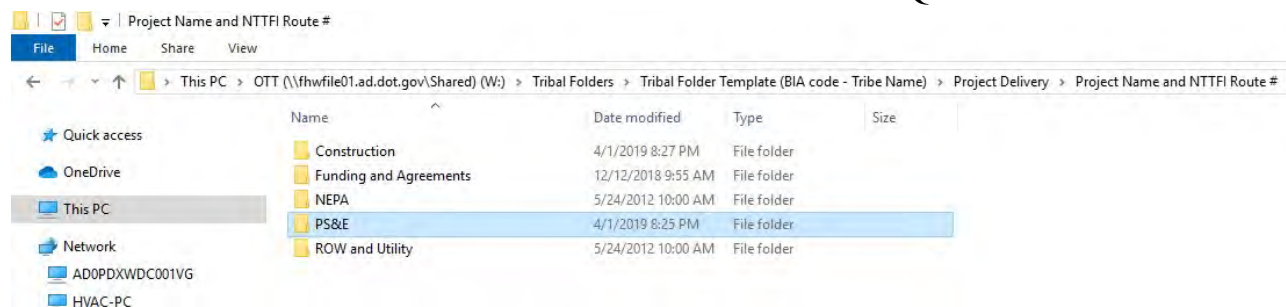 Project Name and NTTFI Route #
File Home Share View
This PC > OTT (\\fhwfile01.ad.dot.gov\Shared) (W:) > Tribal Folders > Tribal Folder Template (BIA code - Tribe Name) > Project Delivery > Project Name and NTTFI Route #
Name Date modified Type Size
Quick access
Construction 4/1/2019 8:27 PM File folder
OneDrive
Funding and Agreements 12/12/2018 9:55 AM File folder
NEPA 5/24/2012 10:00 AM File folder
This PC
PS&E 4/1/2019 8:25 PM File folder
Network
ROW and Utility 5/24/2012 10:00 AM File folder
AD0PDXWDC001VG
HVAC-PC